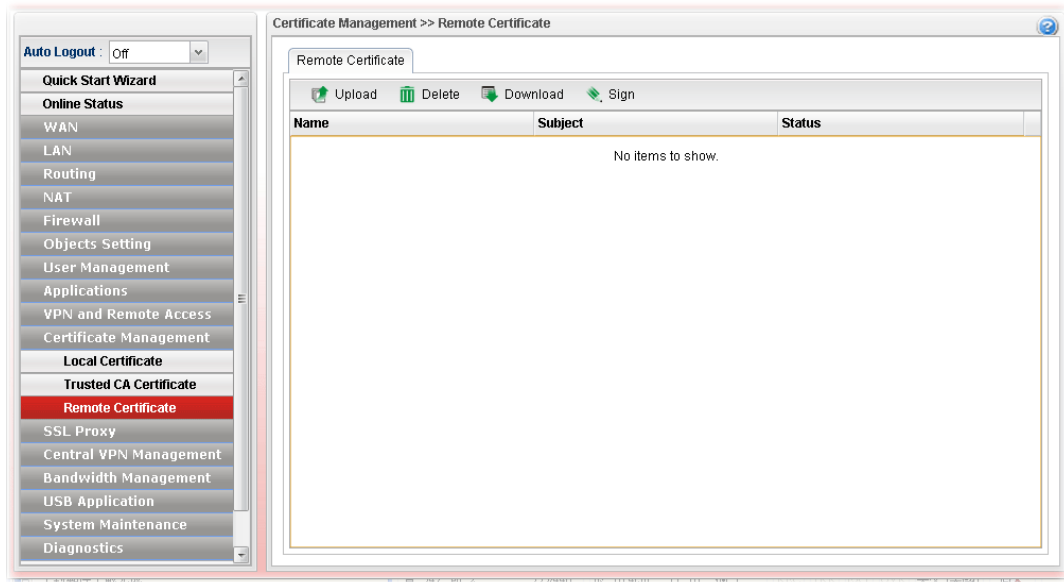 Certificate Management >> Remote Certificate
Auto Logout : Off
Quick Start Wizard
Online Status
WAN
LAN
Routing
NAT
Firewall
Objects Setting
User Management
Applications
VPN and Remote Access
Certificate Management
Local Certificate
Trusted CA Certificate
Remote Certificate
SSL Proxy
Central VPN Management
Bandwidth Management
USB Application
System Maintenance
Diagnostics
Remote Certificate
Upload Delete Download Sign
Name Subject Status
No items to show.